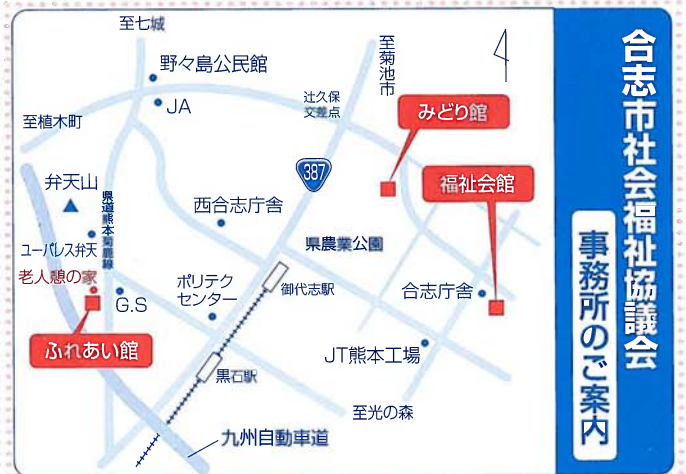 合志市社会福祉協議会
事務所のご案内
至七城
野々島公民館
JA
至植木町
辻久保
交差点
至菊池市
みどり館
387
福祉会館
弁天山
県道熊本菊鹿線
西合志庁舎
ユーパレス弁天
県農業公園
老人憩の家
G.S
ポリテク
センター
御代志駅
合志庁舎
ふれあい館
JT熊本工場
黒石駅
至光の森
九州自動車道